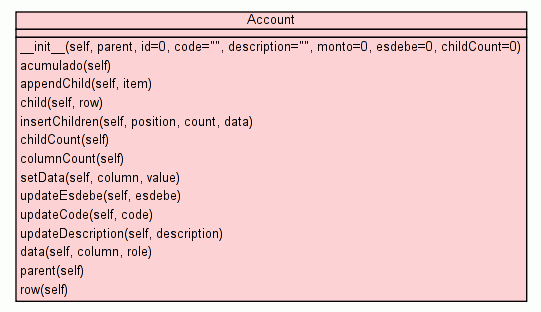 Account
__init__(self, parent, id=0, code="", description="", monto=0, esdebe=0, childCount=0)
acumulado(self)
appendChild(self, item)
child(self, row)
insertChildren(self, position, count, data)
childCount(self)
columnCount(self)
setData(self, column, value)
updateEsdebe(self, esdebe)
updateCode(self, code)
updateDescription(self, description)
data(self, column, role)
parent(self)
row(self)